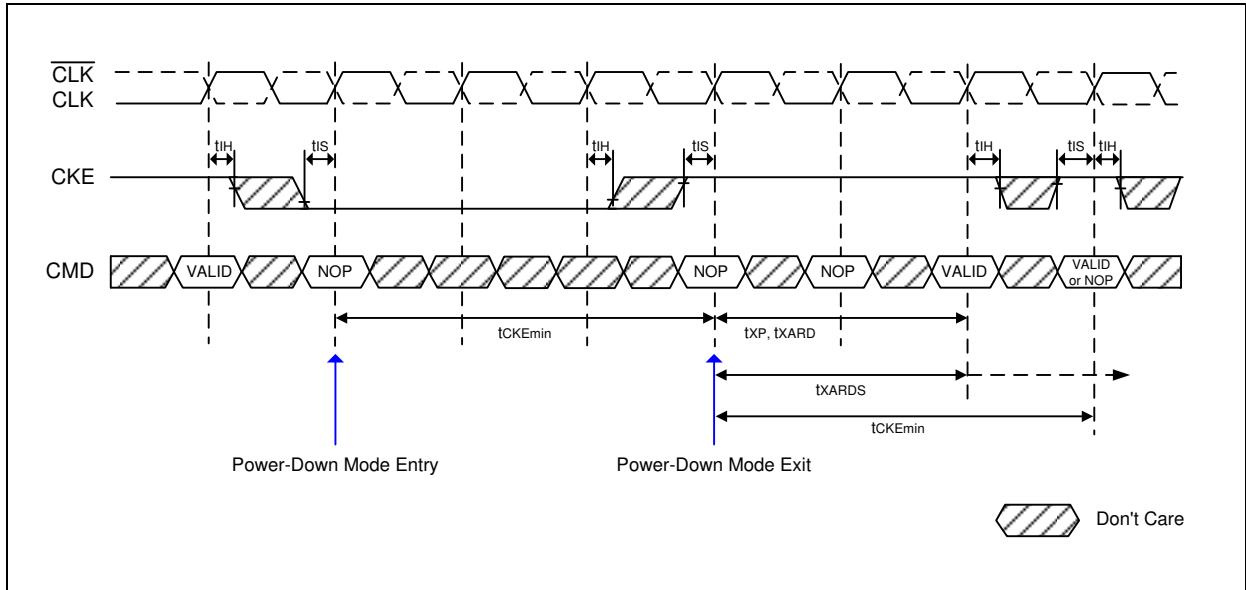 CLK
CLK
tIH
tIS
tIH
tIS
tIH
tIS
tIH
CKE
CMD
VALID
NOP
NOP
NOP
VALID
VALID
or NOP
tCKEmin
tXP, tXARD
tXARDS
tCKEmin
Power-Down Mode Entry
Power-Down Mode Exit
Don't Care